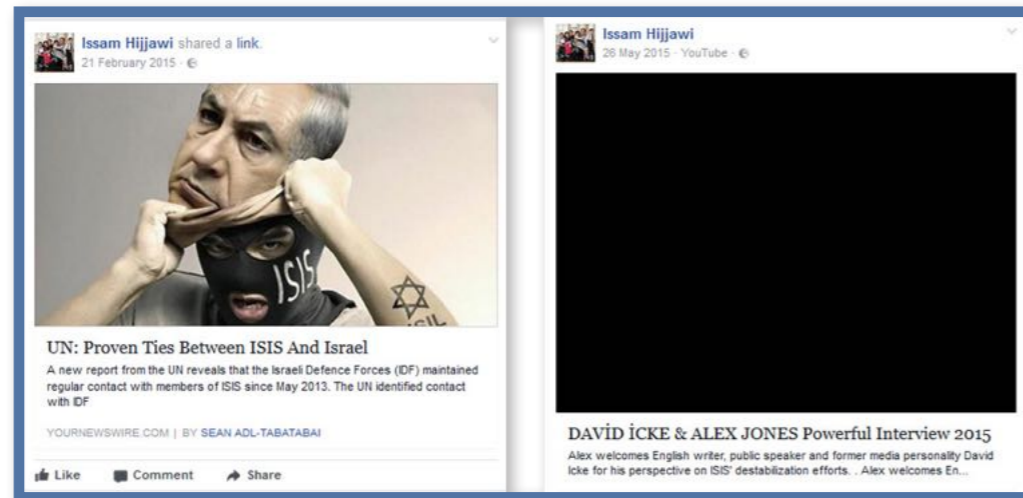 Issam Hijjawi shared a link.
21 February 2015
ISIS
UN: Proven Ties Between ISIS And Israel
A new report from the UN reveals that the Israeli Defence Forces (IDF) maintained
regular contact with members of ISIS since May 2013. The UN identified contact
with IDF
YOURNEWSWIRE.COM | BY SEAN ADL-TABATABAI
Like Comment Share
Issam Hijjawi
26 May 2015 · YouTube ·
DAVİD İCKE & ALEX JONES Powerful Interview 2015
Alex welcomes English writer, public speaker and former media personality David
Icke for his perspective on ISIS' destabilization efforts. . Alex welcomes En...